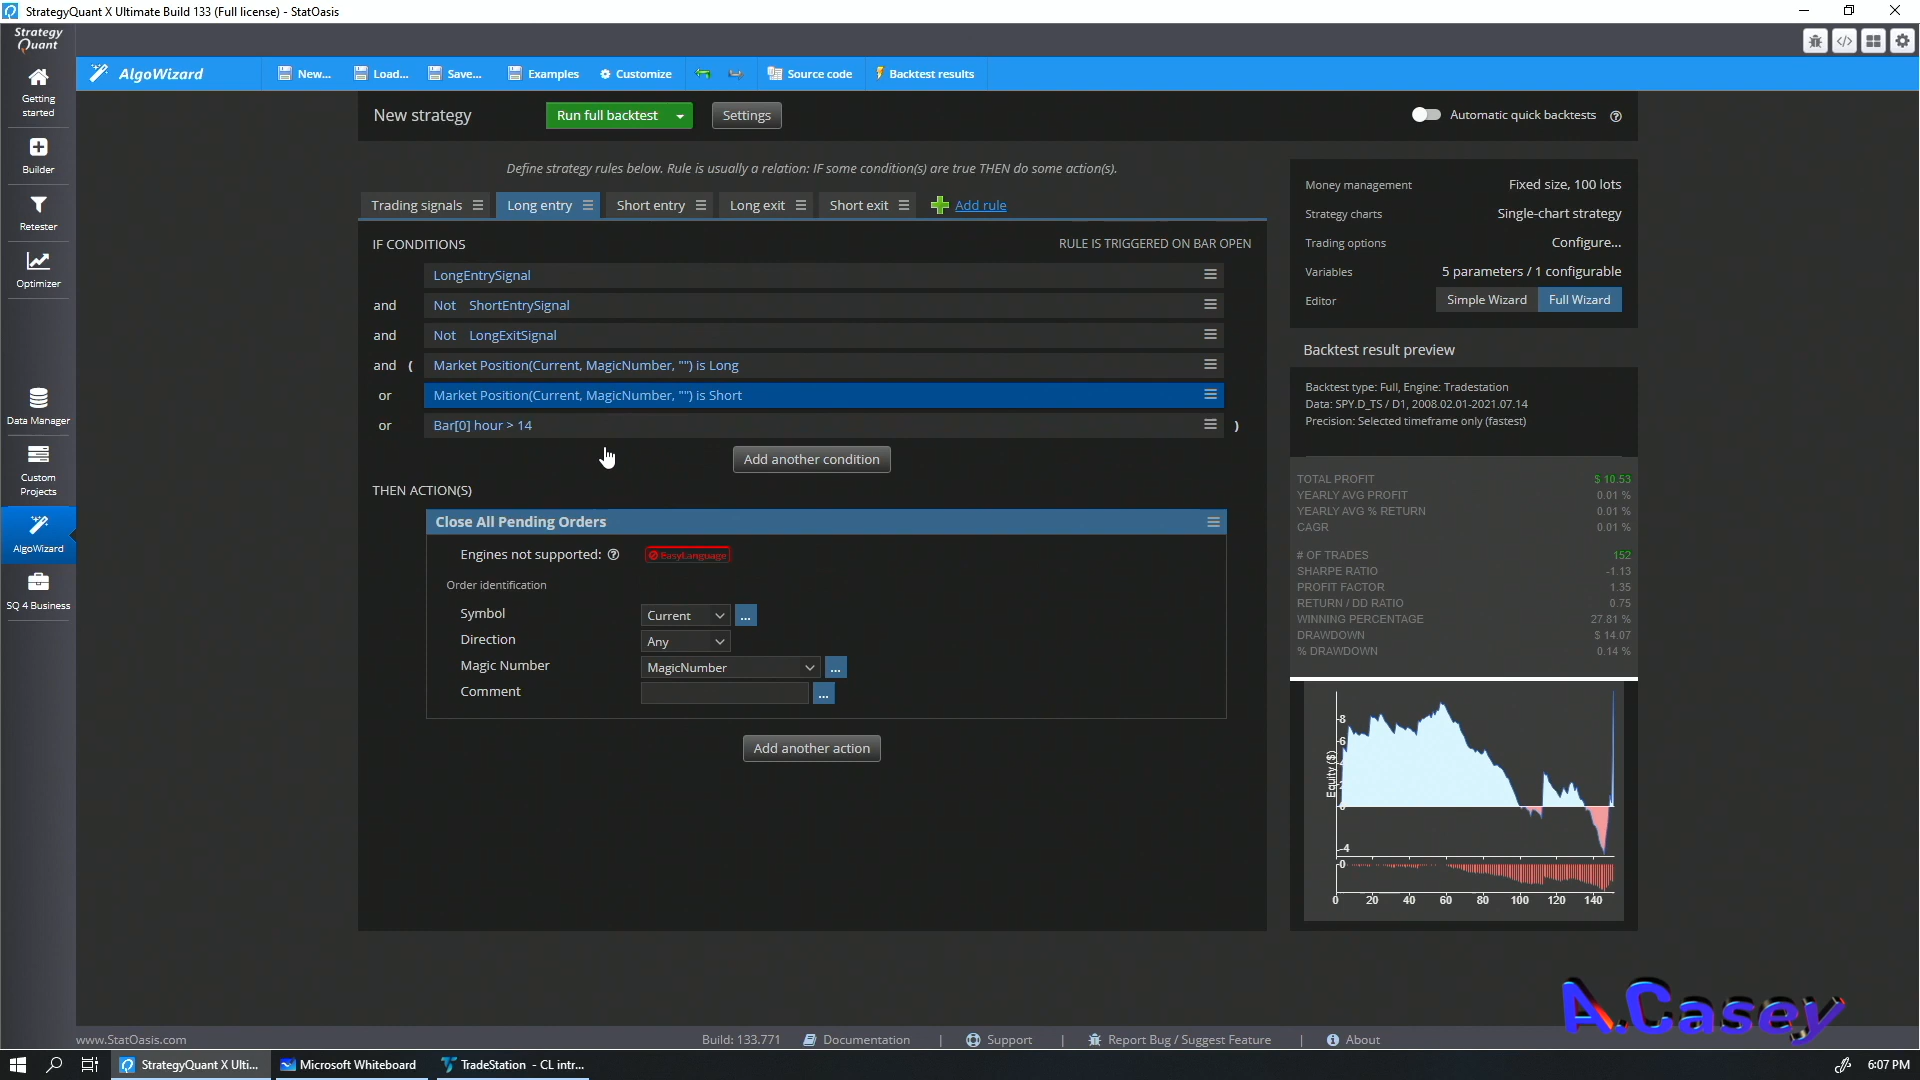 StrategyQuant X Ultimate Build 133 (Full license) - StatOasis
Strategy
Quant
AlgoWizard
New...
Load...
Save...
Examples
Customize
Source code
Backtest results
Getting
started
Builder
Retester
Optimizer
Data Manager
Custom
Projects
AlgoWizard
SQ 4 Business
New strategy
Run full backtest
Settings
Automatic quick backtests
Define strategy rules below. Rule is usually a relation: IF some condition(s) are true THEN do some action(s).
Trading signals
Long entry
Short entry
Long exit
Short exit
Add rule
IF CONDITIONS
RULE IS TRIGGERED ON BAR OPEN
LongEntrySignal
and Not ShortEntrySignal
and Not LongExitSignal
and ( Market Position(Current, MagicNumber, "") is Long
or Market Position(Current, MagicNumber, "") is Short
or Bar[0] hour > 14 )
Add another condition
THEN ACTION(S)
Close All Pending Orders
Engines not supported: EasyLanguage
Order identification
Symbol Current ...
Direction Any
Magic Number MagicNumber ...
Comment ...
Add another action
Money management Fixed size, 100 lots
Strategy charts Single-chart strategy
Trading options Configure...
Variables 5 parameters / 1 configurable
Editor Simple Wizard Full Wizard
Backtest result preview
Backtest type: Full, Engine: Tradestation
Data: SPY.D_TS / D1, 2008.02.01-2021.07.14
Precision: Selected timeframe only (fastest)
TOTAL PROFIT $ 10.53
YEARLY AVG PROFIT 0.01 %
YEARLY AVG % RETURN 0.01 %
CAGR 0.01 %
# OF TRADES 152
SHARPE RATIO -1.13
PROFIT FACTOR 1.35
RETURN / DD RATIO 0.75
WINNING PERCENTAGE 27.81 %
DRAWDOWN $ 14.07
% DRAWDOWN 0.14 %
Equity ($)
8
6
-4
0
0 20 40 60 80 100 120 140
A.Casey
www.StatOasis.com
Build: 133.771
Documentation
|
Support
|
Report Bug / Suggest Feature
|
About
StrategyQuant X Ulti...
Microsoft Whiteboard
TradeStation - CL intr...
6:07 PM